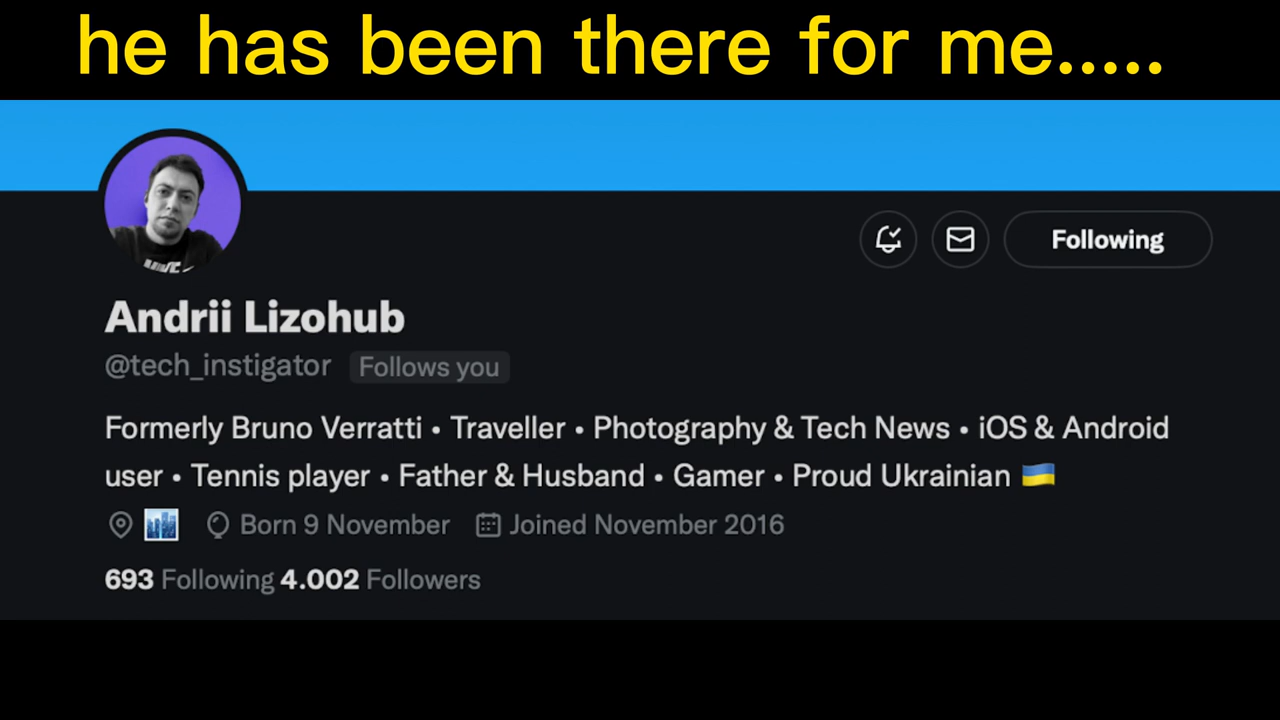 he has been there for me.....
Andrii Lizohub
@tech_instigator Follows you
Following
Formerly Bruno Verratti • Traveller • Photography & Tech News • iOS & Android
user • Tennis player • Father & Husband • Gamer • Proud Ukrainian 🇺🇦
Born 9 November Joined November 2016
693 Following 4.002 Followers